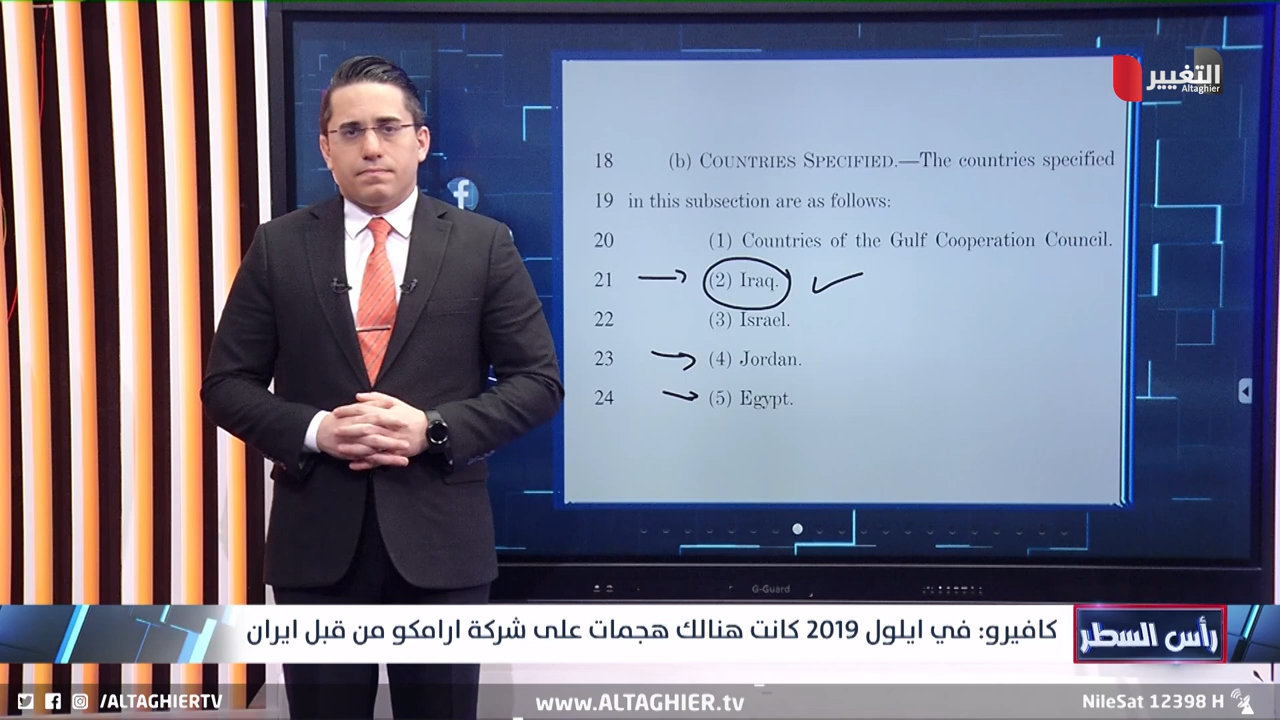 التغيير
Altaghier
18 (b) COUNTRIES SPECIFIED.—The countries specified
19 in this subsection are as follows:
20 (1) Countries of the Gulf Cooperation Council.
21 (2) Iraq.
22 (3) Israel.
23 (4) Jordan.
24 (5) Egypt.
f
G-Guard
رأس السطر
كافيرو: في ايلول 2019 كانت هنالك هجمات على شركة ارامكو من قبل ايران
/ALTAGHIERTV
www.ALTAGHIER.tv
NileSat 12398 H